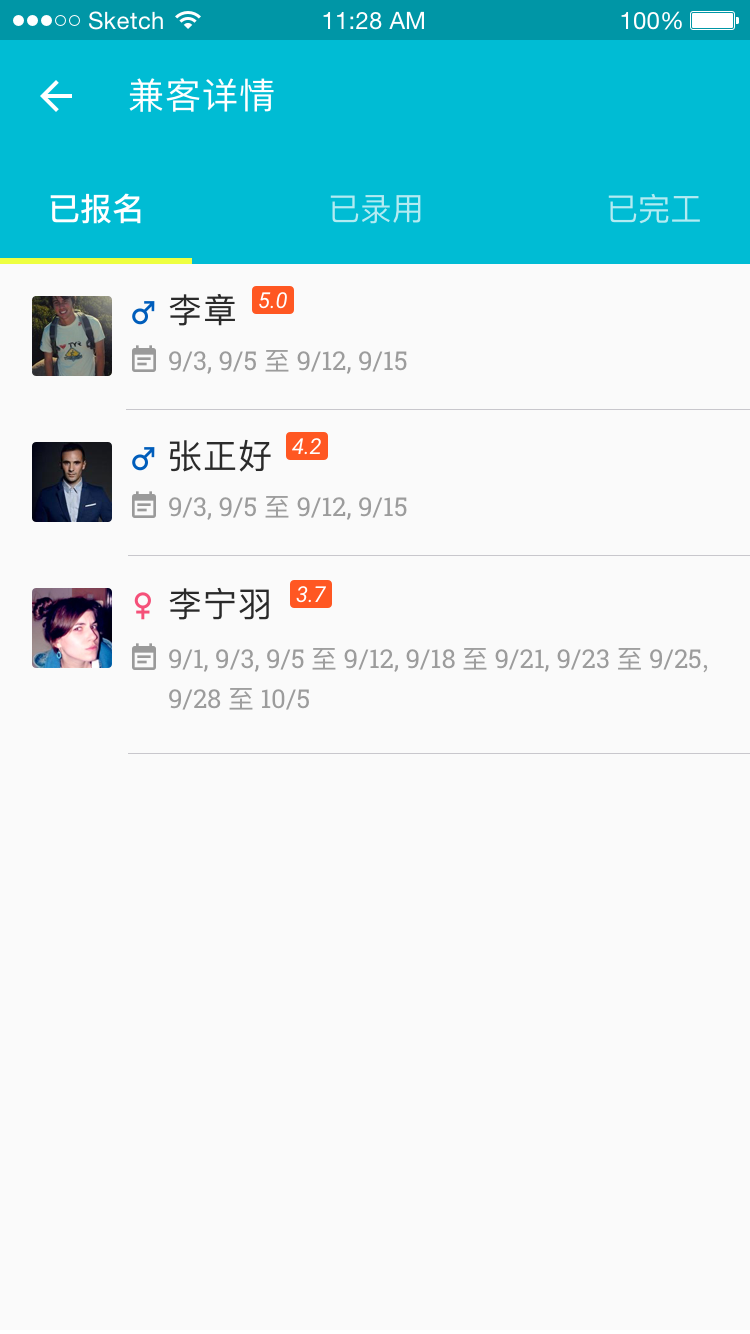 Sketch 11:28 AM 100%
兼客详情
已报名 已录用 已完工
李章 5.0
9/3, 9/5 至 9/12, 9/15
张正好 4.2
9/3, 9/5 至 9/12, 9/15
李宁羽 3.7
9/1, 9/3, 9/5 至 9/12, 9/18 至 9/21, 9/23 至 9/25,
9/28 至 10/5